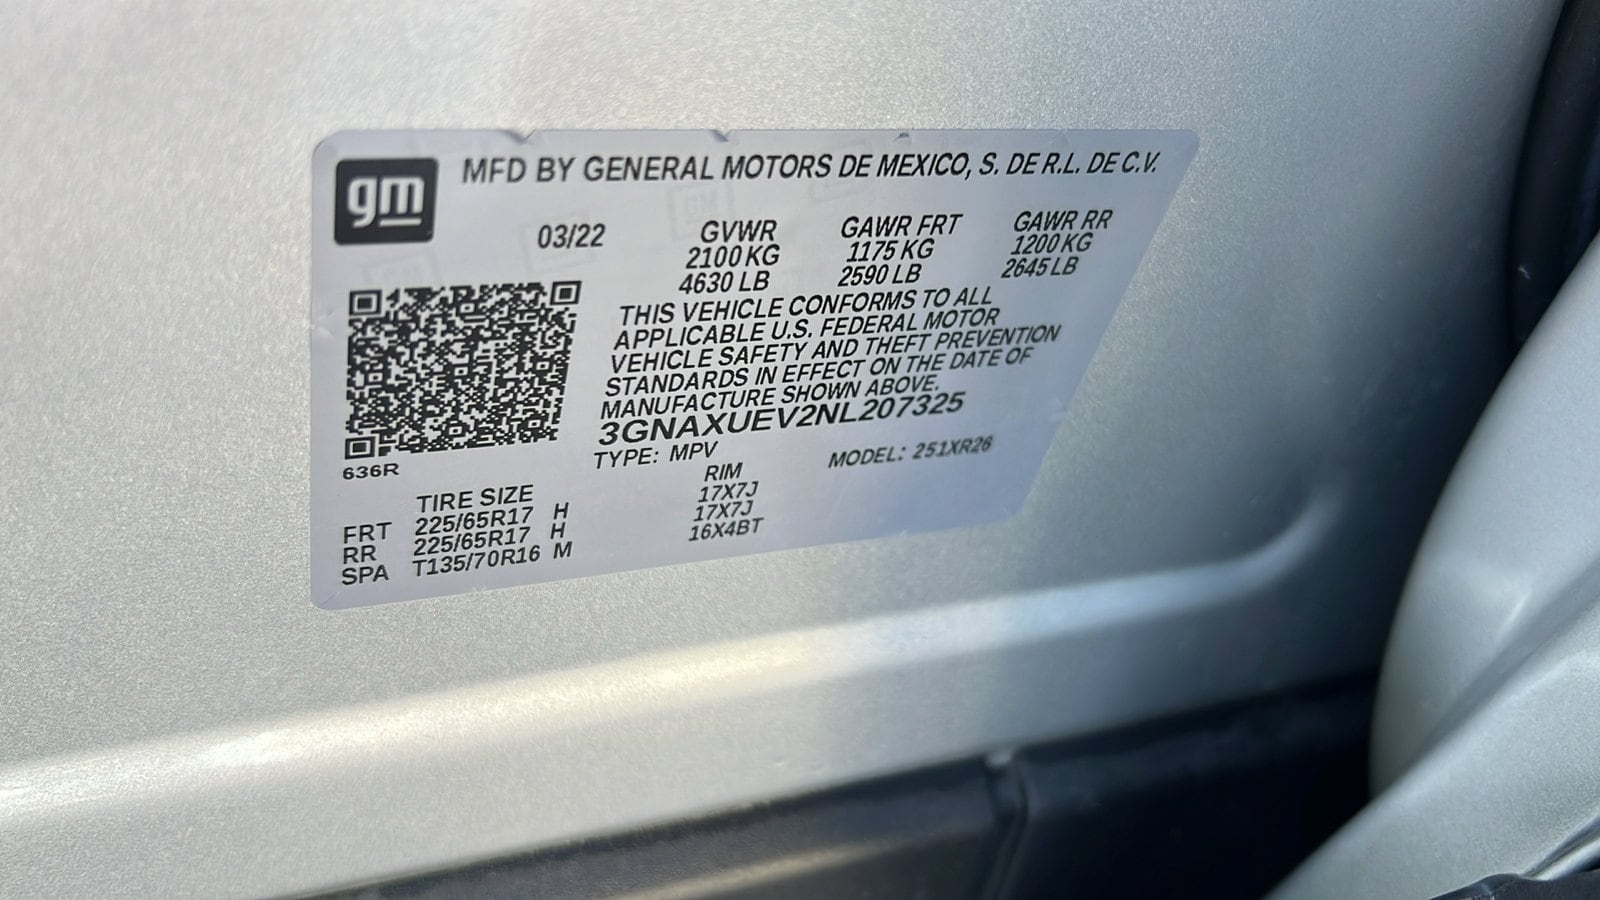 gm
MFD BY GENERAL MOTORS DE MEXICO, S. DE R.L. DE C.V.
03/22 GVWR GAWR FRT GAWR RR
2100 KG 1175 KG 1200 KG
4630 LB 2590 LB 2645 LB
THIS VEHICLE CONFORMS TO ALL
APPLICABLE U.S. FEDERAL MOTOR
VEHICLE SAFETY AND THEFT PREVENTION
STANDARDS IN EFFECT ON THE DATE OF
MANUFACTURE SHOWN ABOVE.
3GNAXUEV2NL207325
636R
TYPE: MPV MODEL: 251XR26
TIRE SIZE RIM
FRT 225/65R17 H 17X7J
RR 225/65R17 H 17X7J
SPA T135/70R16 M 16X4BT